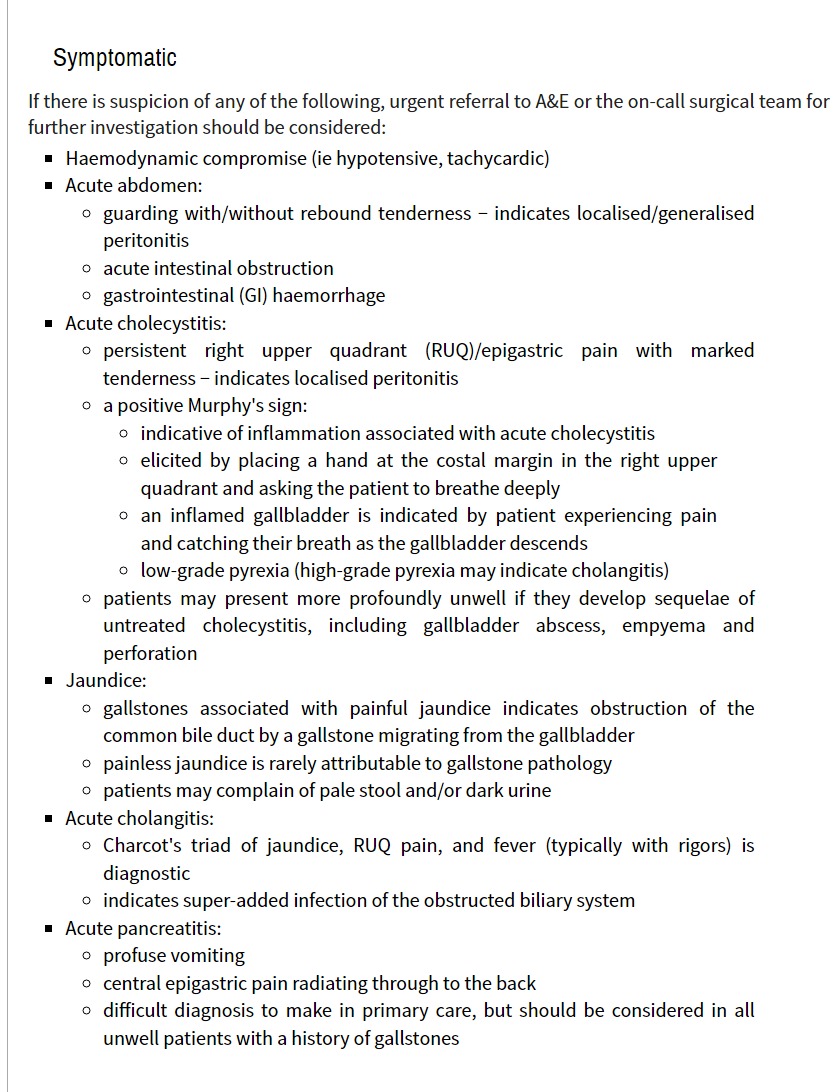 Symptomatic
If there is suspicion of any of the following, urgent referral to A&E or the on-call surgical team for
further investigation should be considered:
▪ Haemodynamic compromise (ie hypotensive, tachycardic)
▪ Acute abdomen:
◦ guarding with/without rebound tenderness – indicates localised/generalised
peritonitis
◦ acute intestinal obstruction
◦ gastrointestinal (GI) haemorrhage
▪ Acute cholecystitis:
◦ persistent right upper quadrant (RUQ)/epigastric pain with marked
tenderness – indicates localised peritonitis
◦ a positive Murphy's sign:
◦ indicative of inflammation associated with acute cholecystitis
◦ elicited by placing a hand at the costal margin in the right upper
quadrant and asking the patient to breathe deeply
◦ an inflamed gallbladder is indicated by patient experiencing pain
and catching their breath as the gallbladder descends
◦ low-grade pyrexia (high-grade pyrexia may indicate cholangitis)
◦ patients may present more profoundly unwell if they develop sequelae of
untreated cholecystitis, including gallbladder abscess, empyema and
perforation
▪ Jaundice:
◦ gallstones associated with painful jaundice indicates obstruction of the
common bile duct by a gallstone migrating from the gallbladder
◦ painless jaundice is rarely attributable to gallstone pathology
◦ patients may complain of pale stool and/or dark urine
▪ Acute cholangitis:
◦ Charcot's triad of jaundice, RUQ pain, and fever (typically with rigors) is
diagnostic
◦ indicates super-added infection of the obstructed biliary system
▪ Acute pancreatitis:
◦ profuse vomiting
◦ central epigastric pain radiating through to the back
◦ difficult diagnosis to make in primary care, but should be considered in all
unwell patients with a history of gallstones